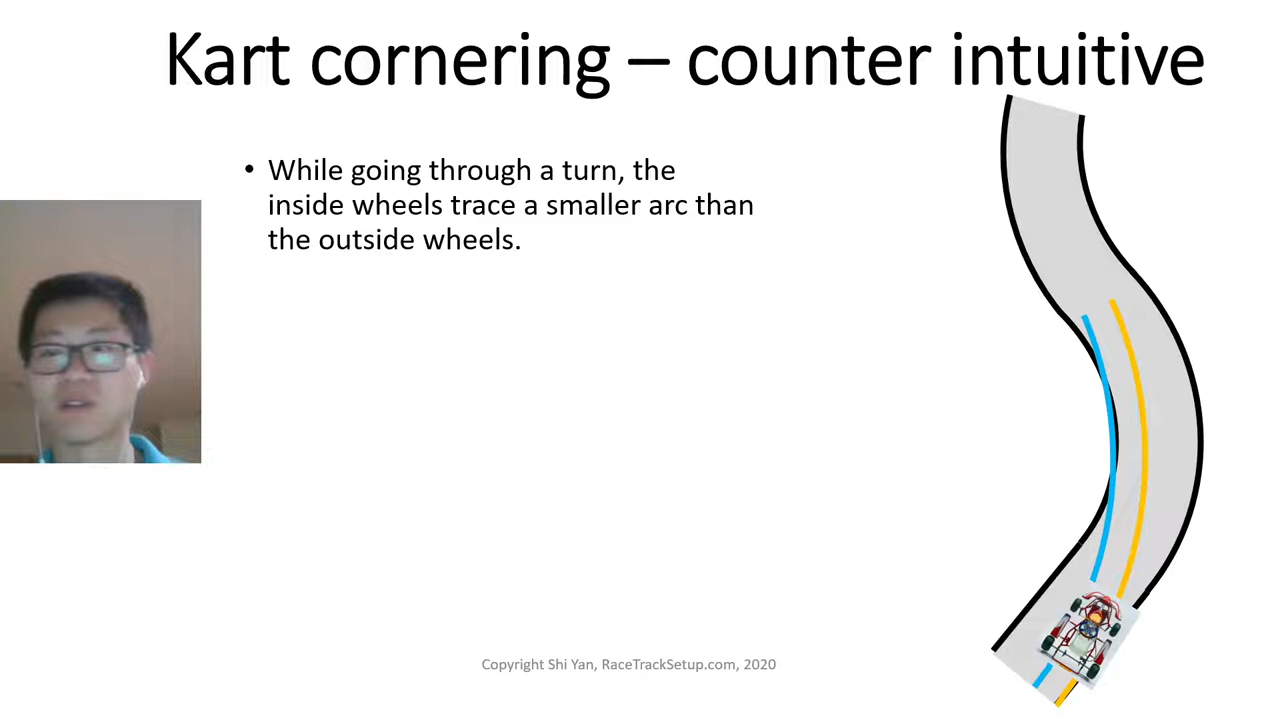 Kart cornering – counter intuitive
• While going through a turn, the
inside wheels trace a smaller arc than
the outside wheels.
Copyright Shi Yan, RaceTrackSetup.com, 2020